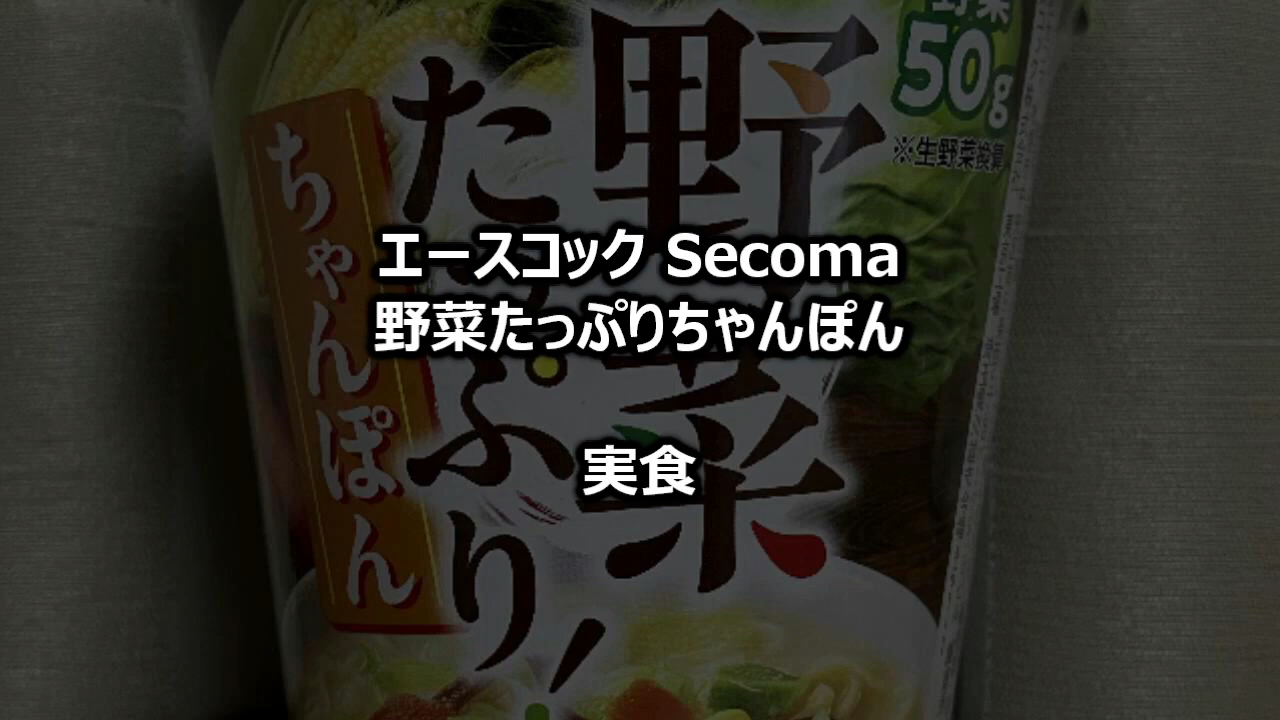 エースコック Secoma
野菜たっぷりちゃんぽん
実食
野菜
たっぷり!
ちゃんぽん
野菜
50g
※生野菜換算